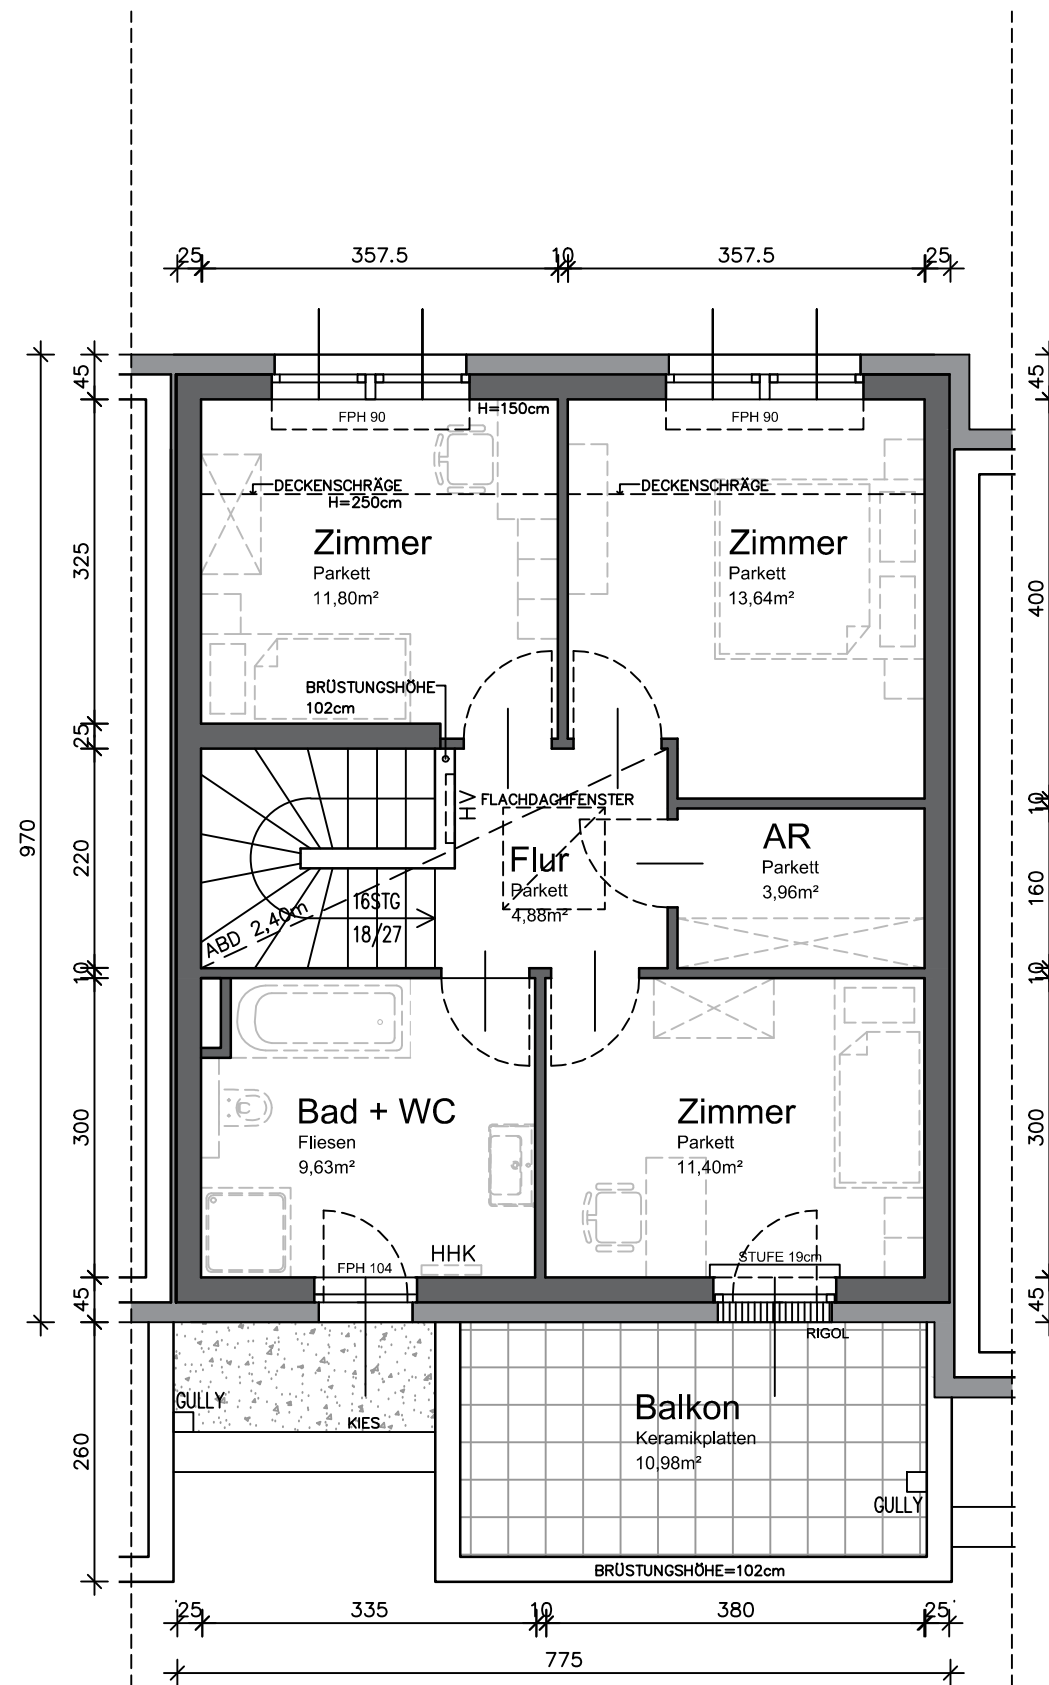 25 357.5 10 357.5 25
45
45
FPH 90
FPH 90
H=150cm
DECKENSCHRÄGE
H=250cm
DECKENSCHRÄGE
Zimmer
Parkett
11,80m²
Zimmer
Parkett
13,64m²
325
400
BRÜSTUNGSHÖHE
102cm
25
970
HV
FLACHDACHFENSTER
10
220
Flur
Parkett
4,88m²
AR
Parkett
3,96m²
160
16STG
18/27
ABD 2,40m
10
10
Bad + WC
Fliesen
9,63m²
Zimmer
Parkett
11,40m²
300
300
HHK
FPH 104
STUFE 19cm
45
45
RIGOL
GULLY
KIES
Balkon
Keramikplatten
10,98m²
260
GULLY
BRÜSTUNGSHÖHE=102cm
25 335 10 380 25
775